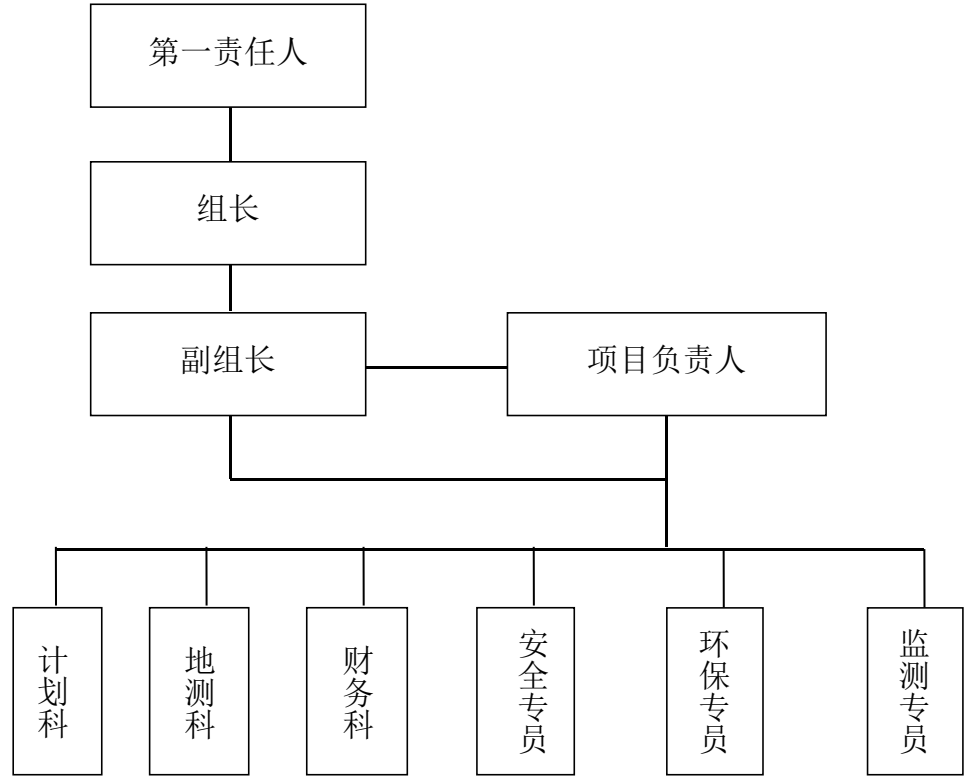 第一责任人
组长
副组长
项目负责人
计划科
地测科
财务科
安全专员
环保专员
监测专员